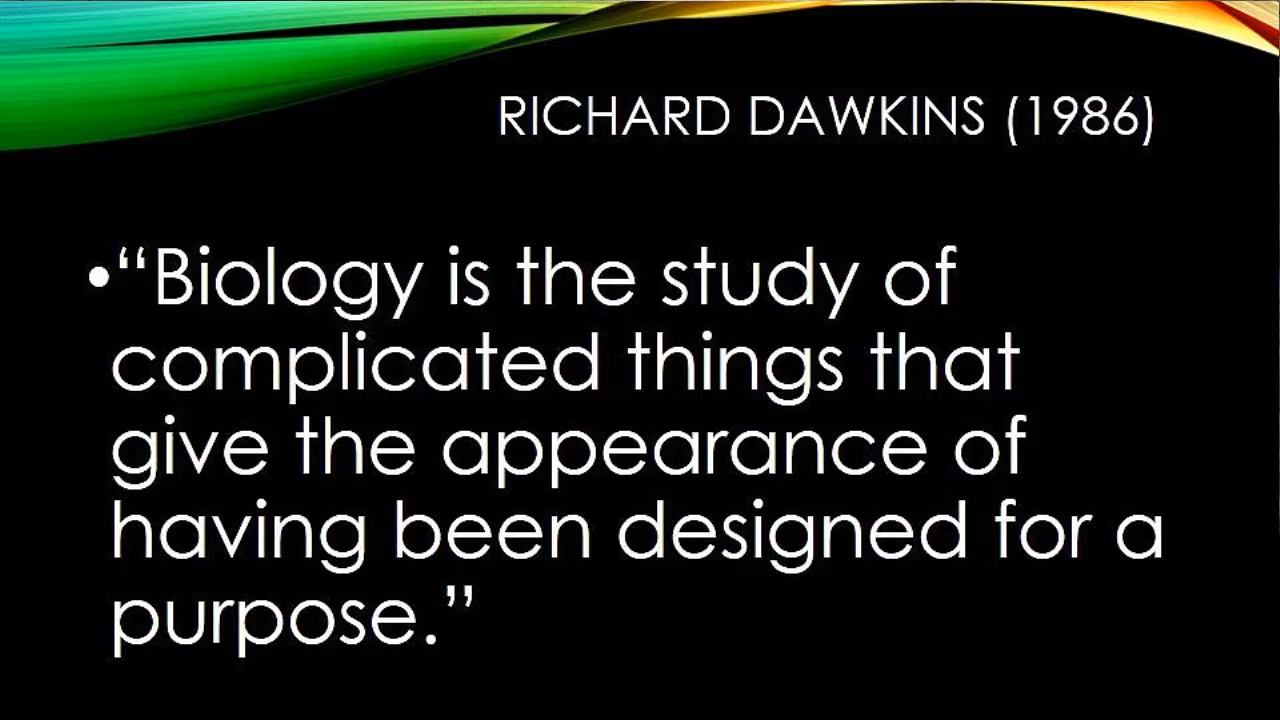 RICHARD DAWKINS (1986)
•“Biology is the study of
complicated things that
give the appearance of
having been designed for a
purpose.”